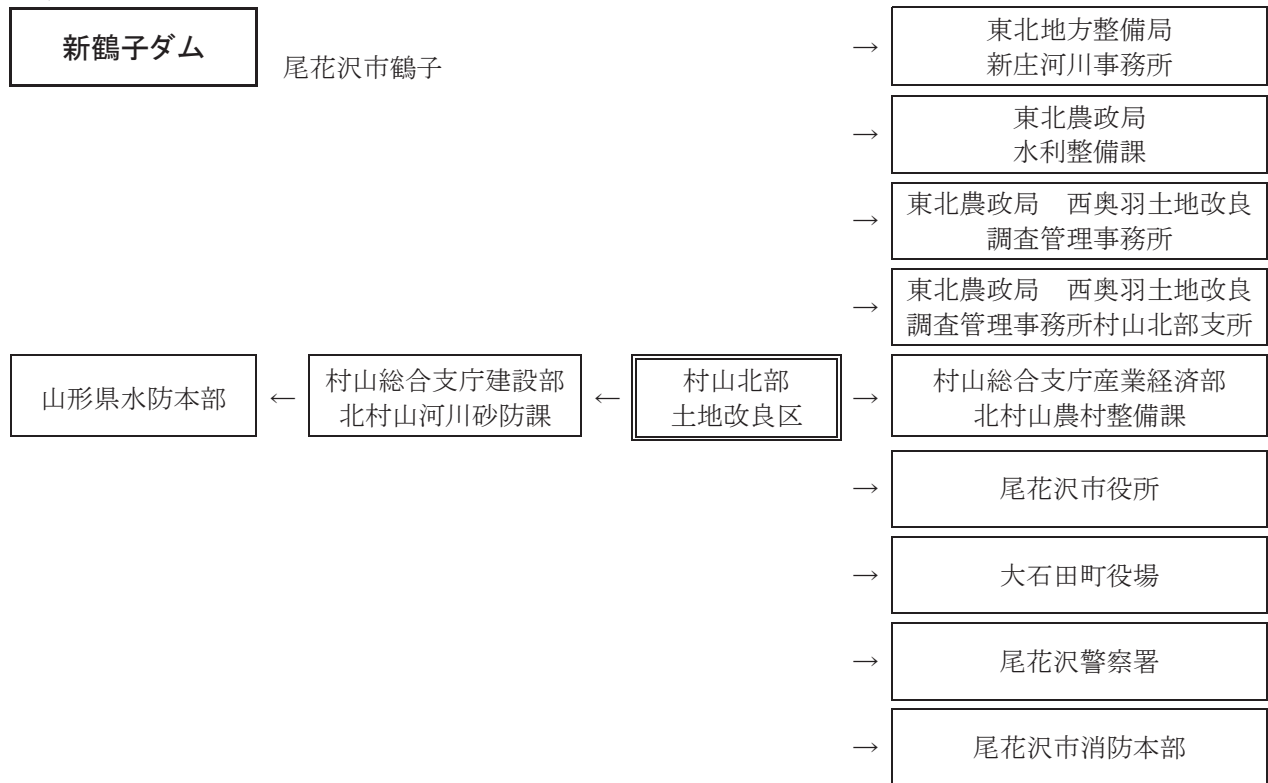 新鶴子ダム
尾花沢市鶴子
→
東北地方整備局
新庄河川事務所
→
東北農政局
水利整備課
→
東北農政局　西奥羽土地改良
調査管理事務所
→
東北農政局　西奥羽土地改良
調査管理事務所村山北部支所
山形県水防本部
←
村山総合支庁建設部
北村山河川砂防課
←
村山北部
土地改良区
→
村山総合支庁産業経済部
北村山農村整備課
→
尾花沢市役所
→
大石田町役場
→
尾花沢警察署
→
尾花沢市消防本部